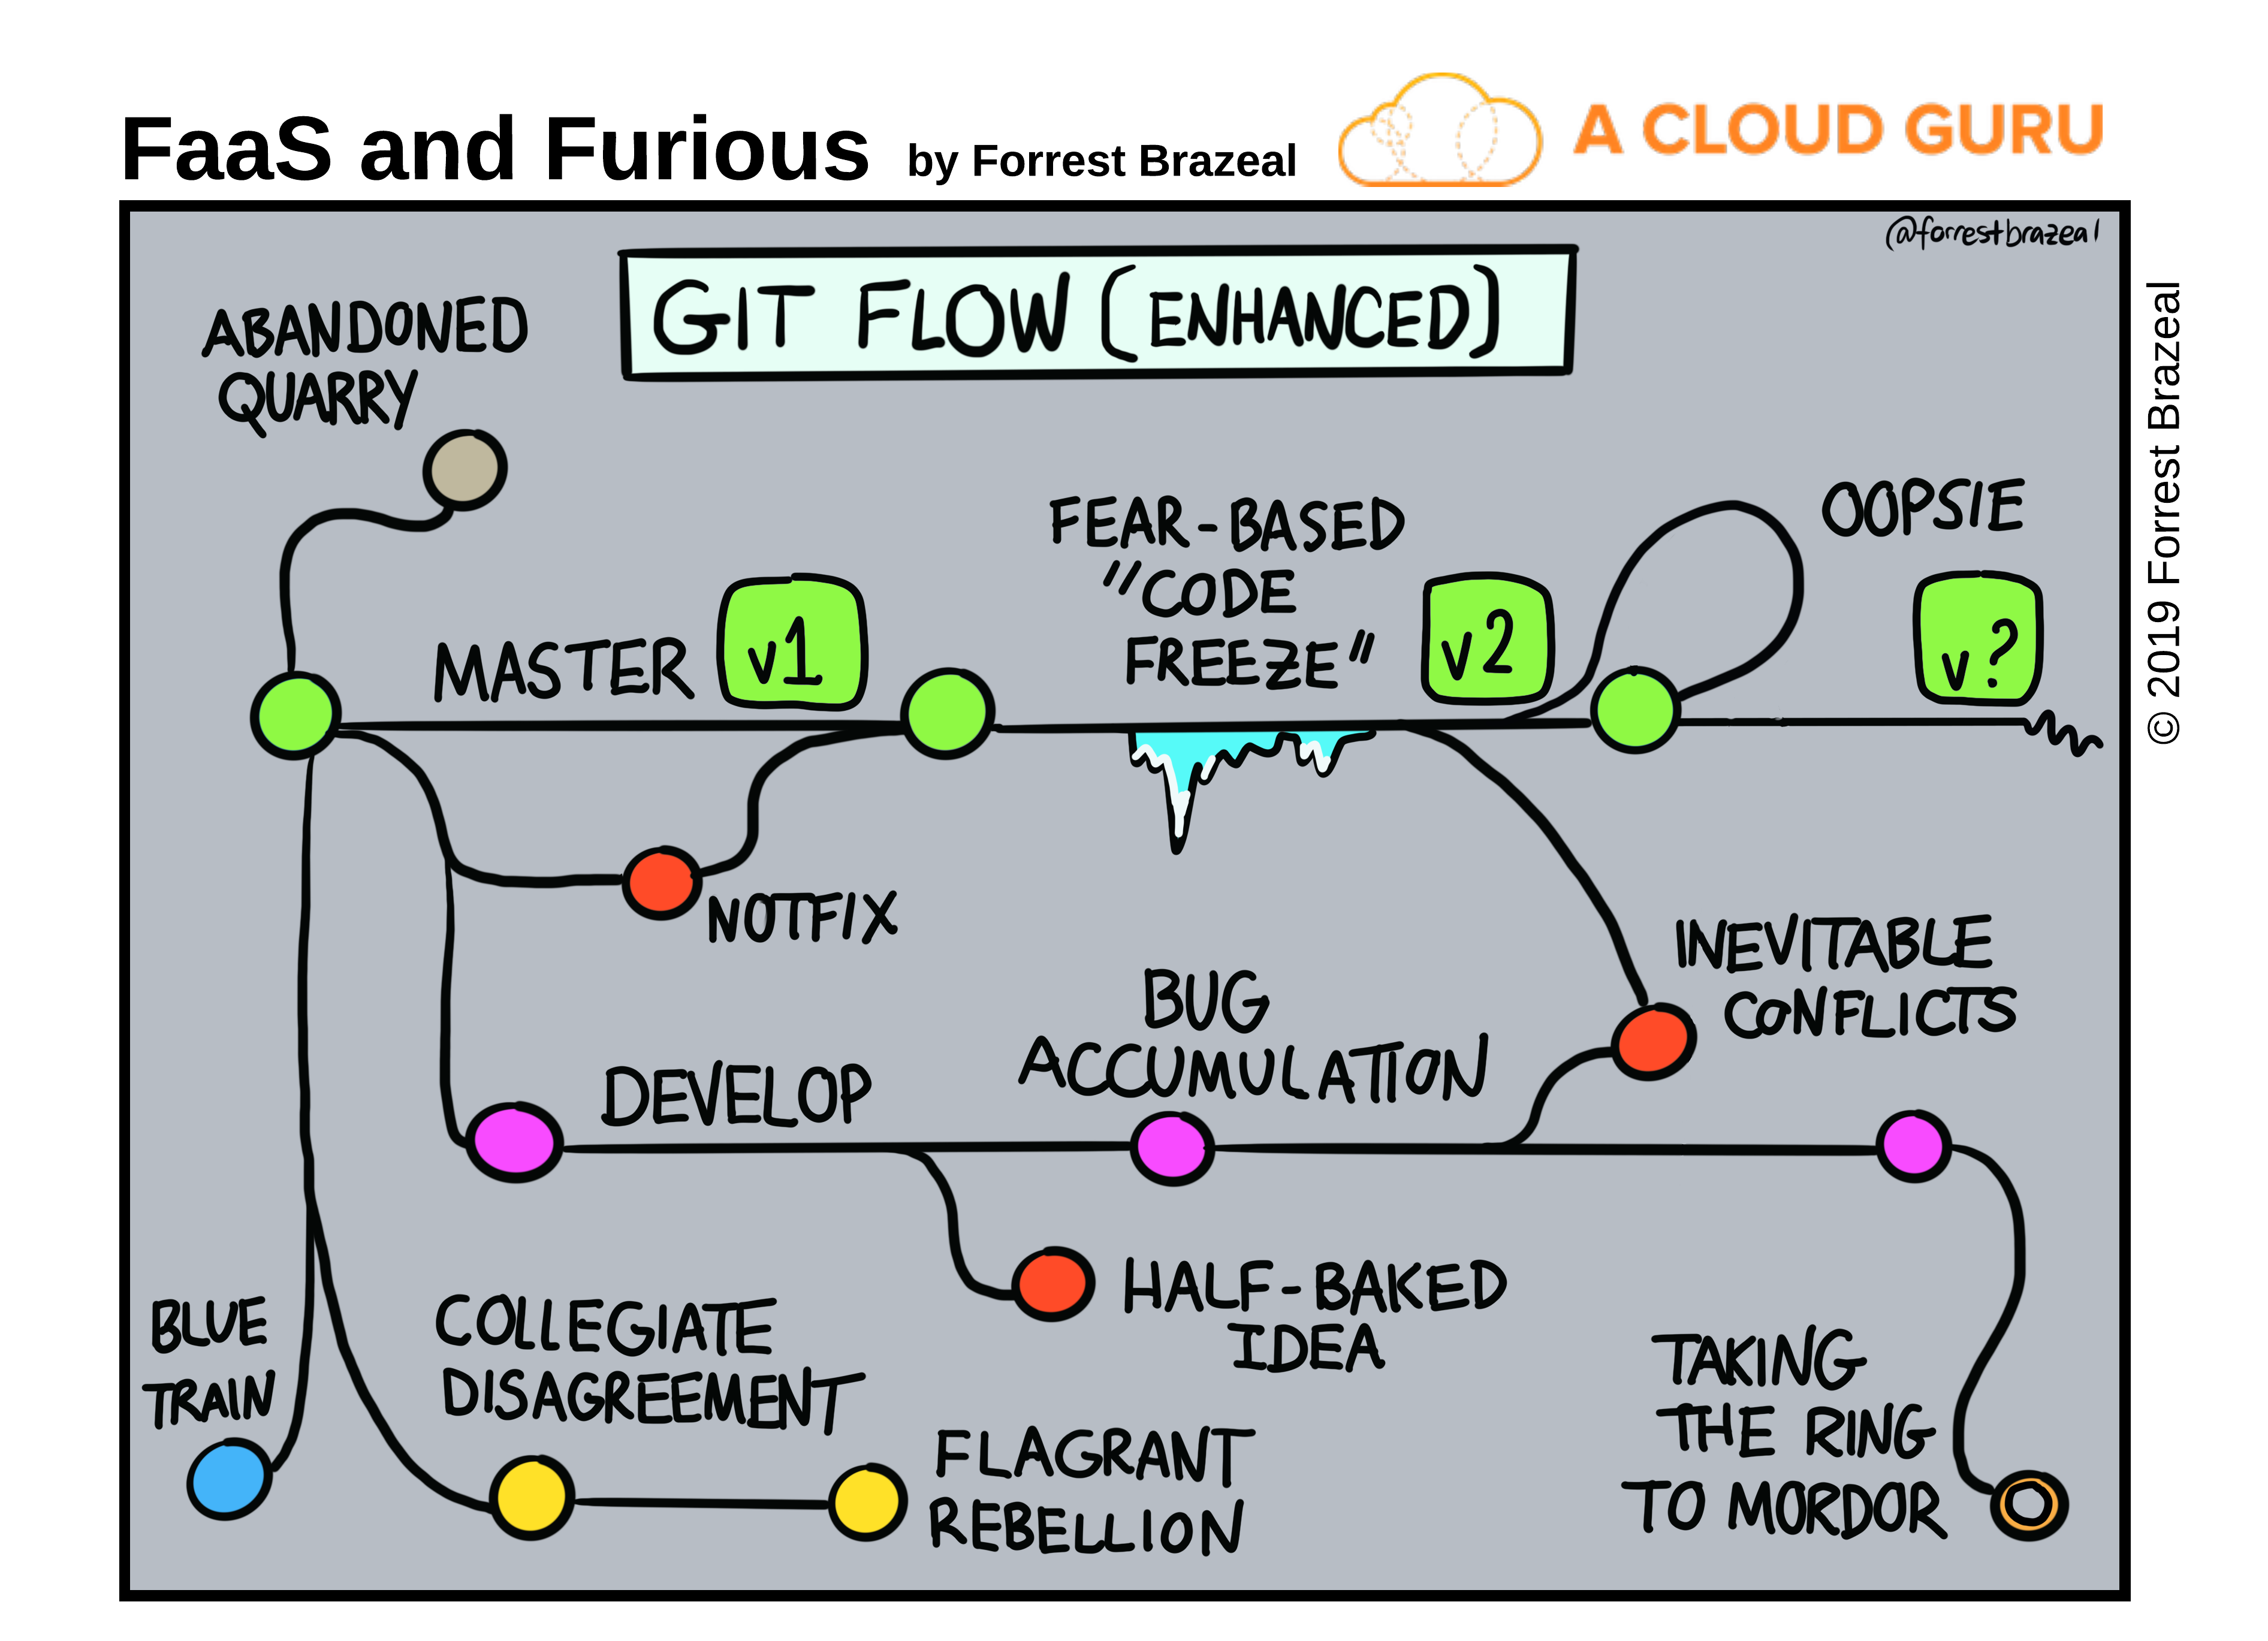 FaaS and Furious by Forrest Brazeal
A CLOUD GURU
@forrestbrazeal
© 2019 Forrest Brazeal
GIT FLOW (ENHANCED)
ABANDONED
QUARRY
MASTER
v1
FEAR-BASED
"CODE
FREEZE"
v2
OOPSIE
v?
NOTFIX
INEVITABLE
CONFLICTS
DEVELOP
BUG
ACCUMULATION
HALF-BAKED
IDEA
BLUE
TRAIN
COLLEGIATE
DISAGREEMENT
FLAGRANT
REBELLION
TAKING
THE RING
TO MORDOR